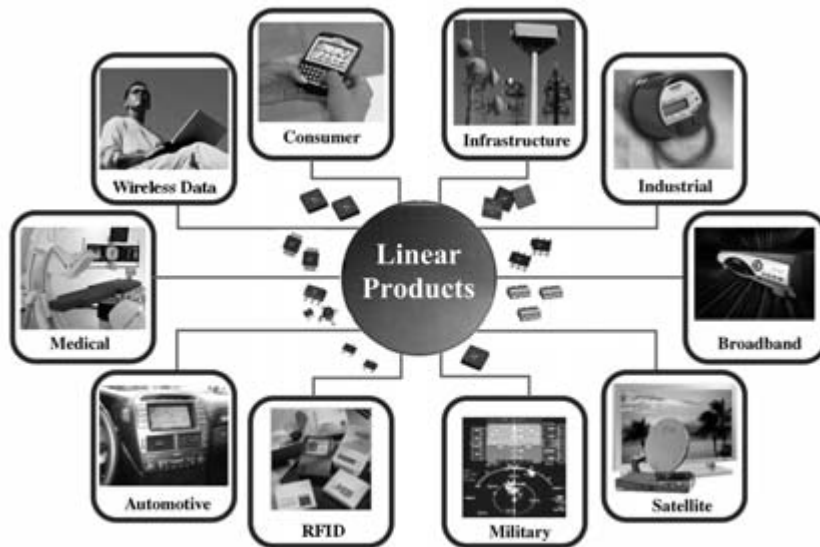 Consumer
Infrastructure
Wireless Data
Industrial
Linear
Products
Medical
Broadband
Automotive
RFID
Military
Satellite